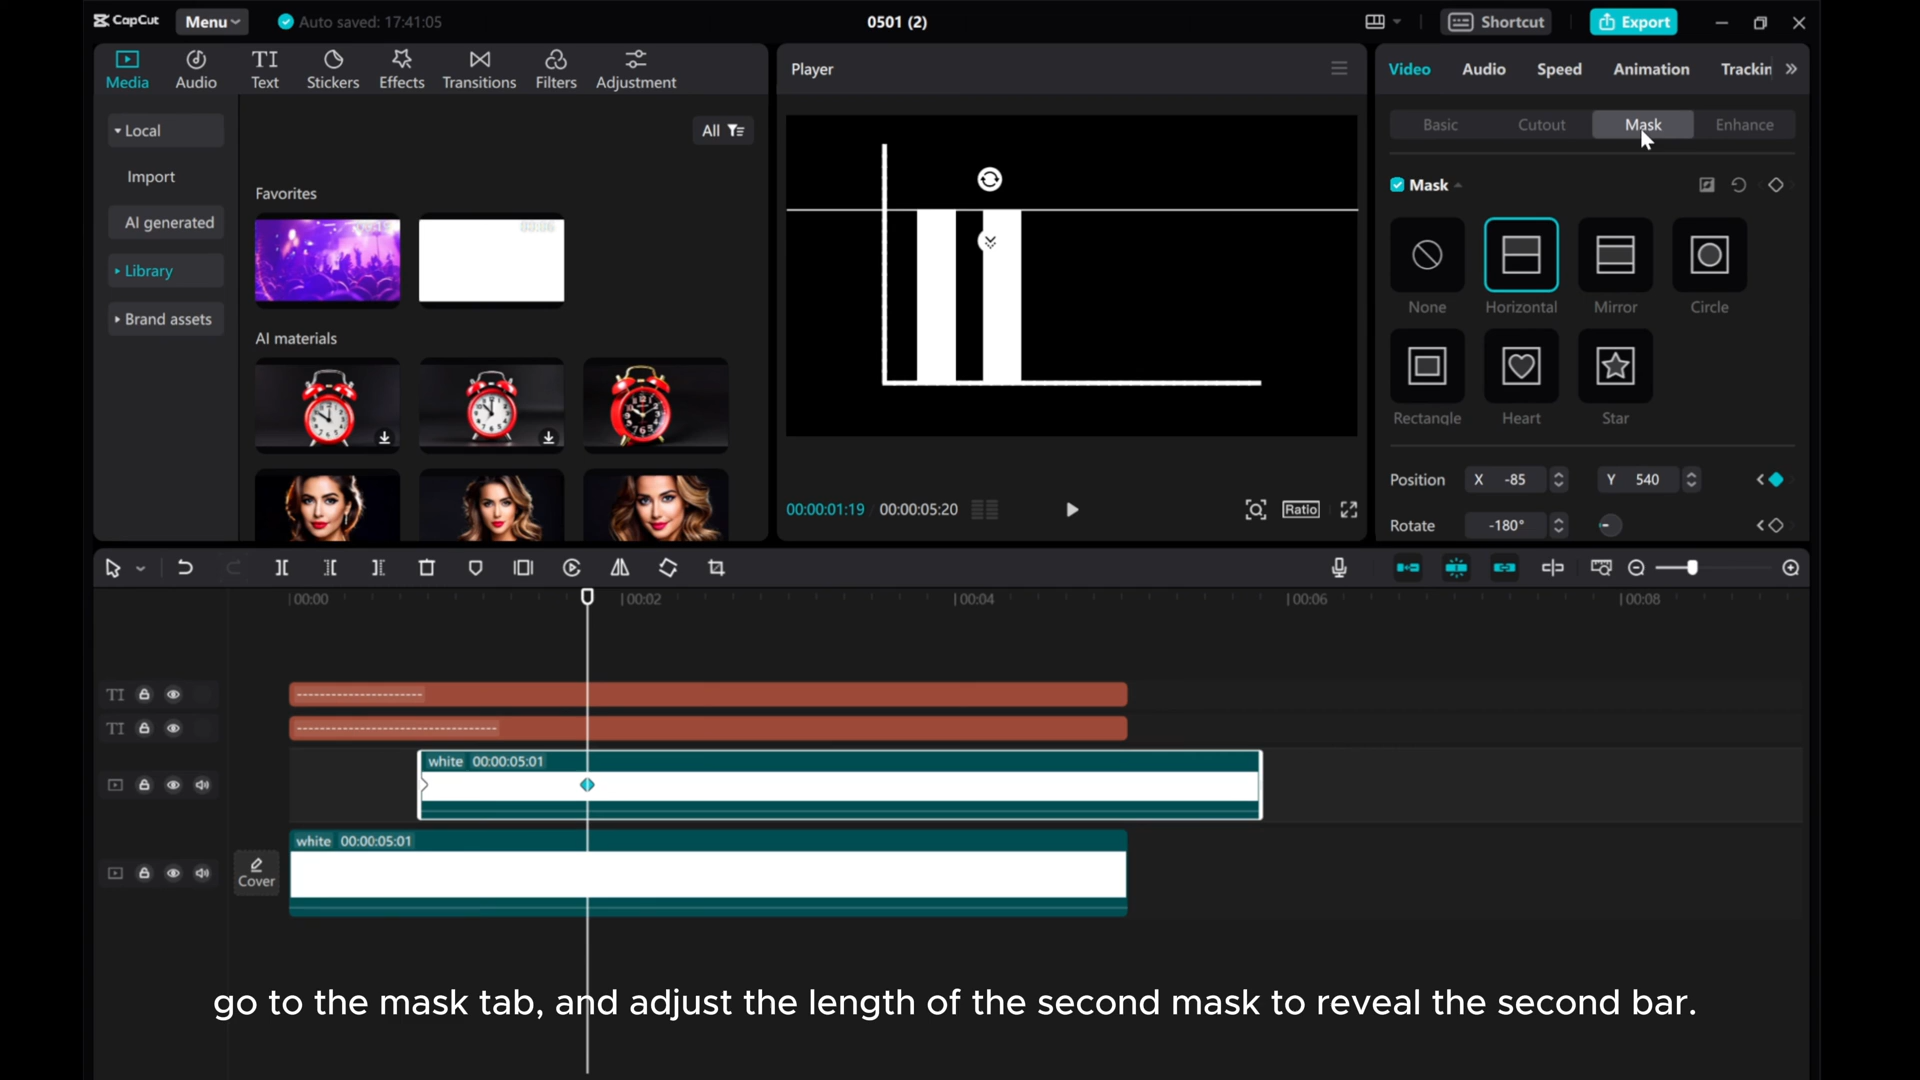 CapCut
Menu
Auto saved: 17:41:05
0501 (2)
Shortcut
Export
Media
Audio
Text
Stickers
Effects
Transitions
Filters
Adjustment
Local
Import
AI generated
Library
Brand assets
All
Favorites
AI materials
Player
00:00:01:19
00:00:05:20
Ratio
Video
Audio
Speed
Animation
Trackin
Basic
Cutout
Mask
Enhance
Mask
None
Horizontal
Mirror
Circle
Rectangle
Heart
Star
Position X -85 Y 540
Rotate -180°
00:00
00:02
00:04
00:06
00:08
TI
TI
white 00:00:05:01
white 00:00:05:01
Cover
go to the mask tab, and adjust the length of the second mask to reveal the second bar.